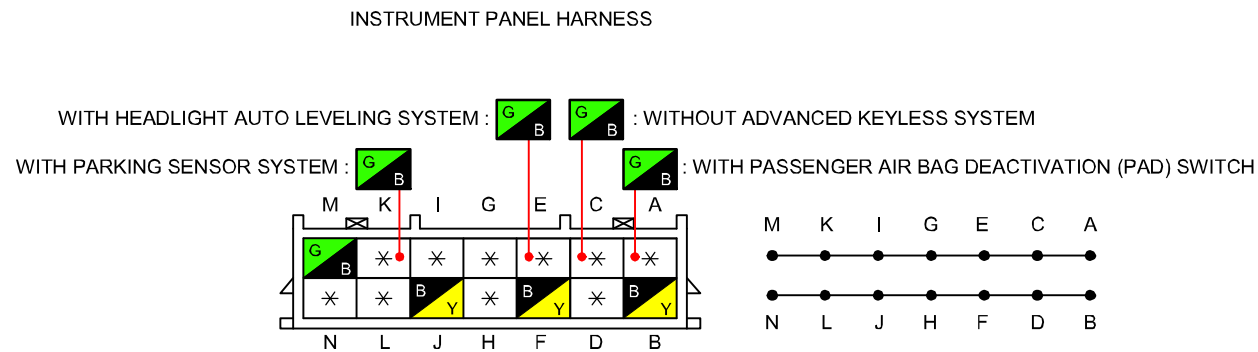 INSTRUMENT PANEL HARNESS
WITH HEADLIGHT AUTO LEVELING SYSTEM : G B G B : WITHOUT ADVANCED KEYLESS SYSTEM
WITH PARKING SENSOR SYSTEM : G B G B : WITH PASSENGER AIR BAG DEACTIVATION (PAD) SWITCH
M K I G E C A
G B * * * * * *
* * B Y * B Y * B Y
N L J H F D B
M K I G E C A
N L J H F D B